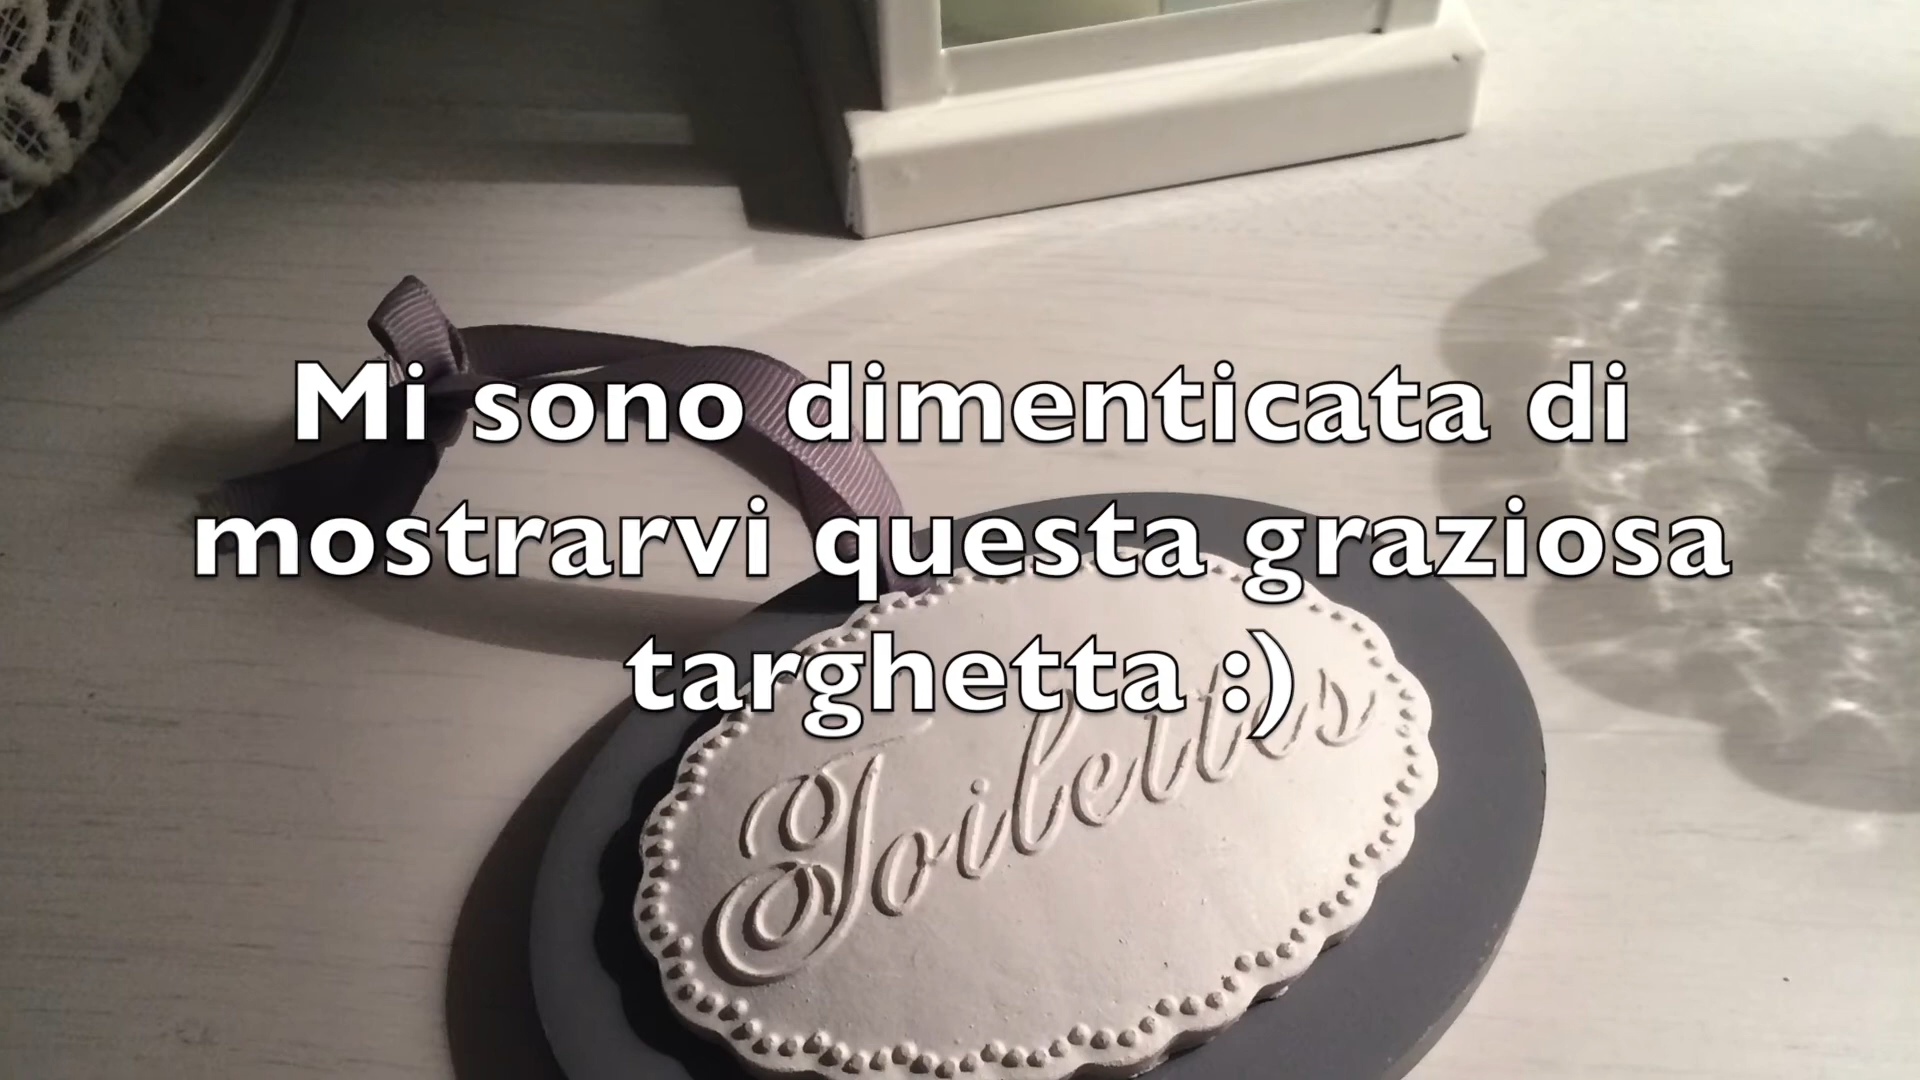 Mi sono dimenticata di
mostrarvi questa graziosa
targhetta :)
Toilettes